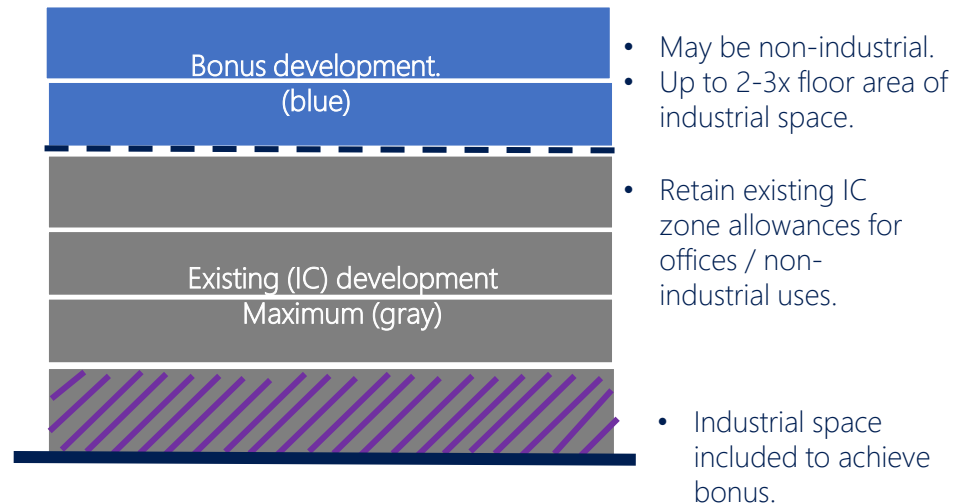 Bonus development.
(blue)
• May be non-industrial.
• Up to 2-3x floor area of
industrial space.
Existing (IC) development
Maximum (gray)
• Retain existing IC
zone allowances for
offices / non-
industrial uses.
• Industrial space
included to achieve
bonus.